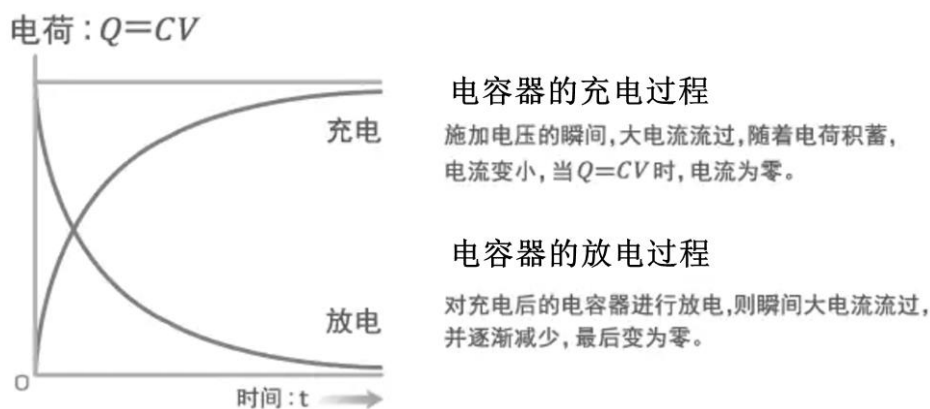 电荷:Q=CV
充电
放电
O
时间:t
电容器的充电过程
施加电压的瞬间,大电流流过,随着电荷积蓄,
电流变小,当Q=CV时,电流为零。
电容器的放电过程
对充电后的电容器进行放电,则瞬间大电流流过,
并逐渐减少,最后变为零。